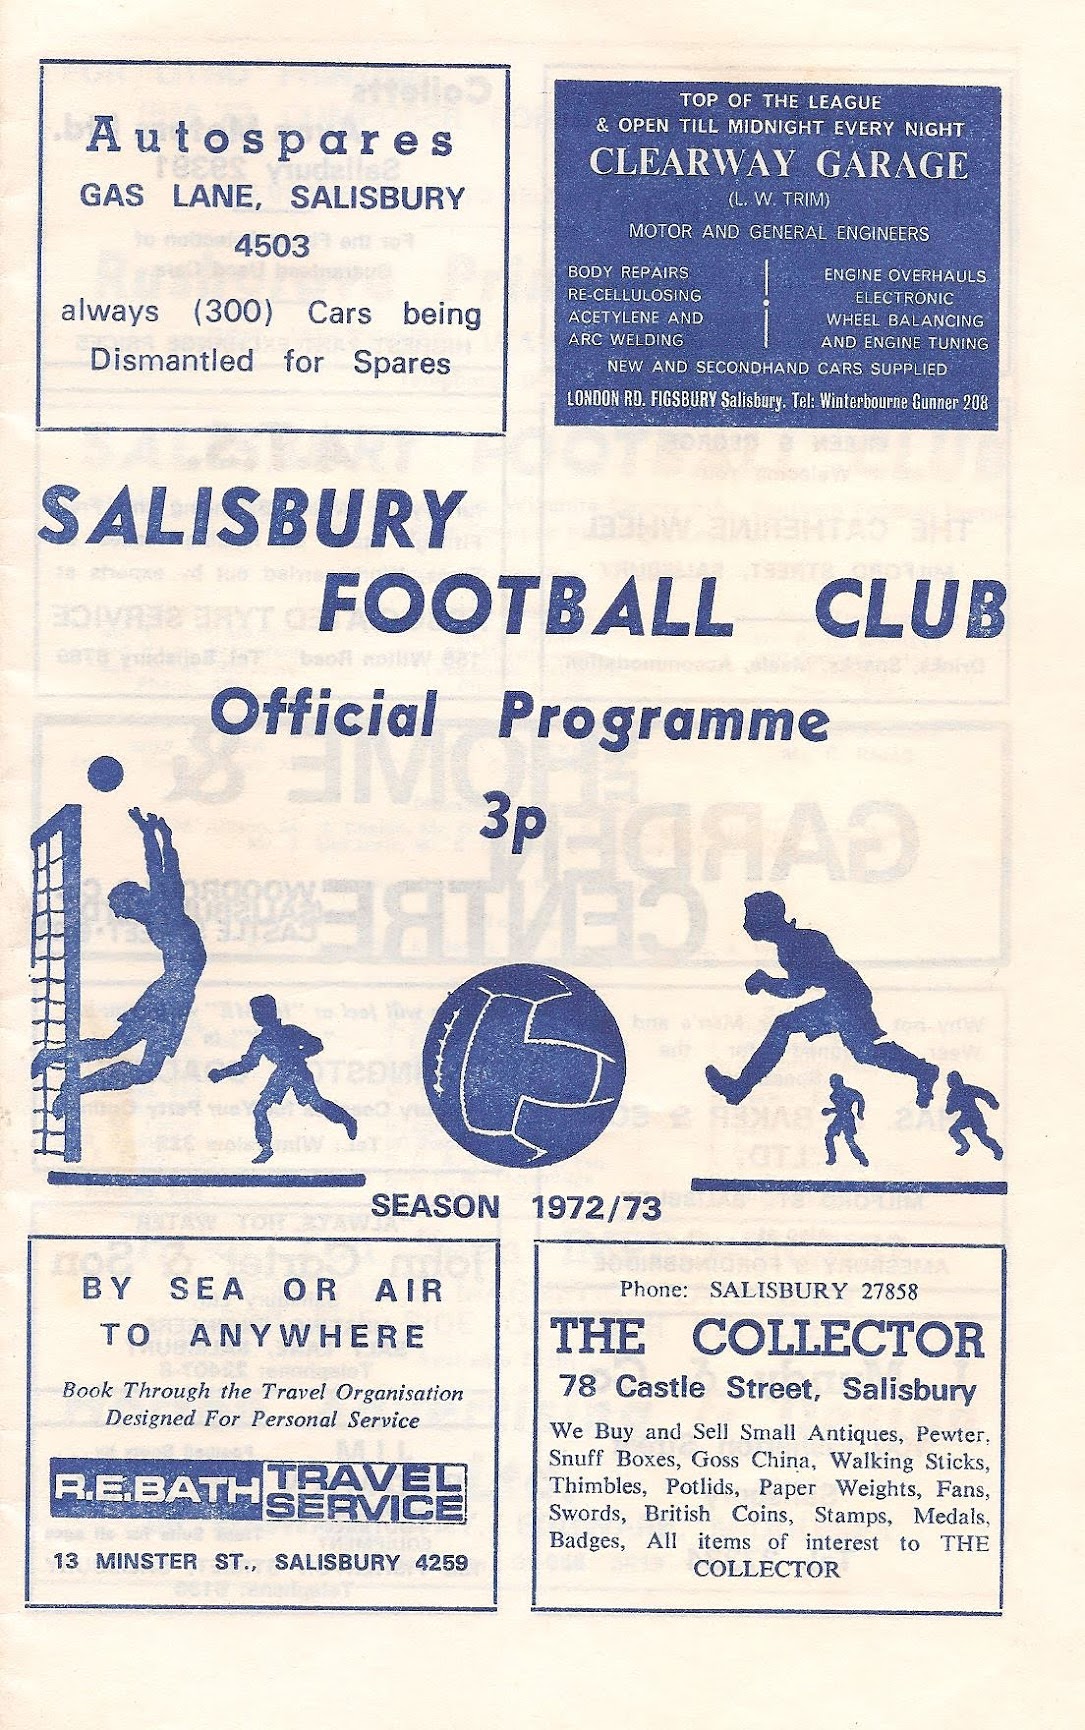 Autospares
GAS LANE, SALISBURY
4503
always (300) Cars being
Dismantled for Spares
TOP OF THE LEAGUE
& OPEN TILL MIDNIGHT EVERY NIGHT
CLEARWAY GARAGE
(L. W. TRIM)
MOTOR AND GENERAL ENGINEERS
BODY REPAIRS
RE-CELLULOSING
ACETYLENE AND
ARC WELDING
ENGINE OVERHAULS
ELECTRONIC
WHEEL BALANCING
AND ENGINE TUNING
NEW AND SECONDHAND CARS SUPPLIED
LONDON RD. FIGSBURY Salisbury. Tel: Winterbourne Gunner 208
SALISBURY
FOOTBALL CLUB
Official Programme
3p
SEASON 1972/73
BY SEA OR AIR
TO ANYWHERE
Book Through the Travel Organisation
Designed For Personal Service
R.E.BATH TRAVEL SERVICE
13 MINSTER ST., SALISBURY 4259
Phone: SALISBURY 27858
THE COLLECTOR
78 Castle Street, Salisbury
We Buy and Sell Small Antiques, Pewter.
Snuff Boxes, Goss China, Walking Sticks,
Thimbles, Potlids, Paper Weights, Fans,
Swords, British Coins, Stamps, Medals,
Badges, All items of interest to THE
COLLECTOR